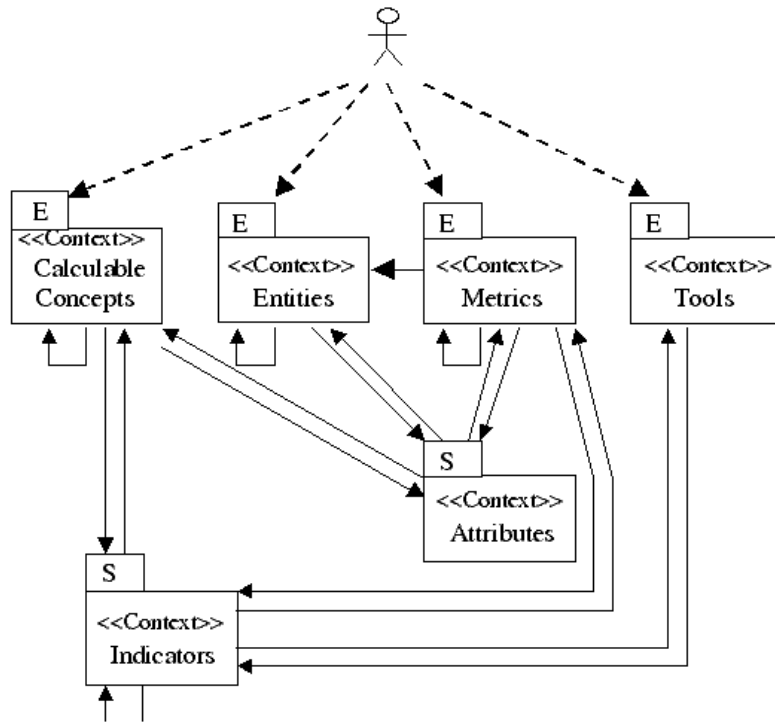 E
<<Context>>
Calculable
Concepts
E
<<Context>>
Entities
E
<<Context>>
Metrics
E
<<Context>>
Tools
S
<<Context>>
Attributes
S
<<Context>>
Indicators